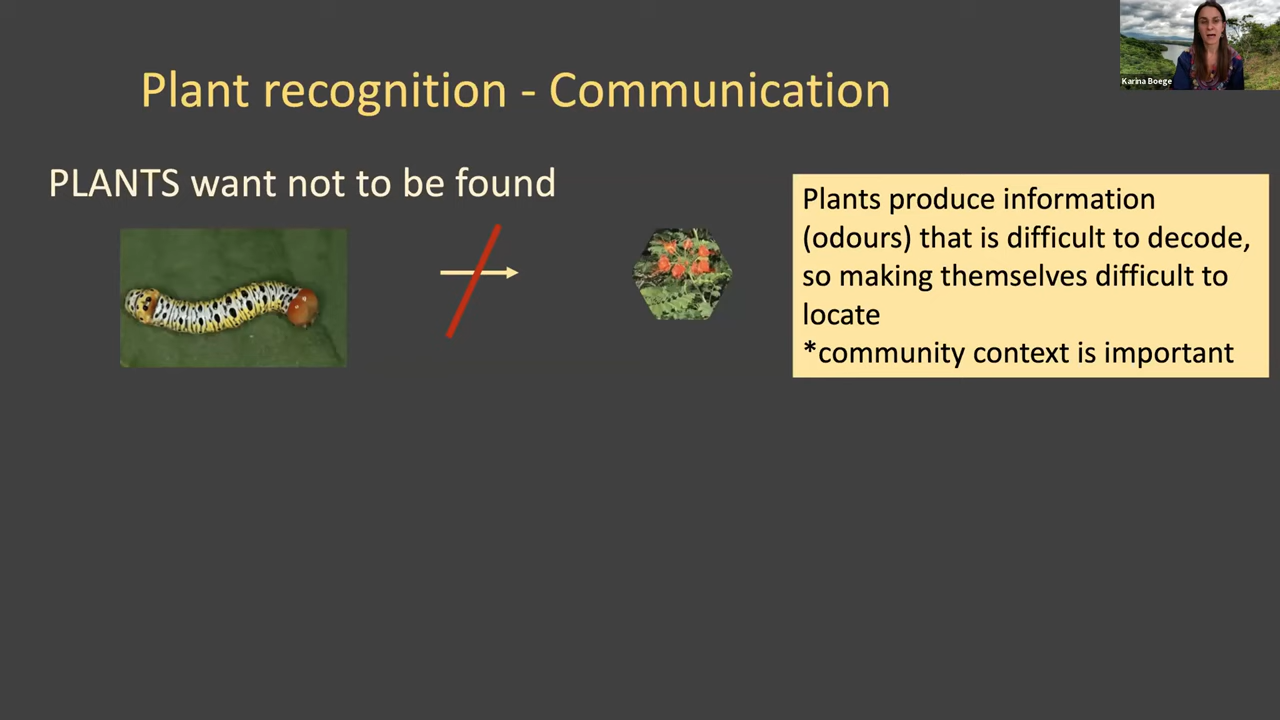 Karina Boege
Plant recognition - Communication
PLANTS want not to be found
Plants produce information
(odours) that is difficult to decode,
so making themselves difficult to
locate
*community context is important